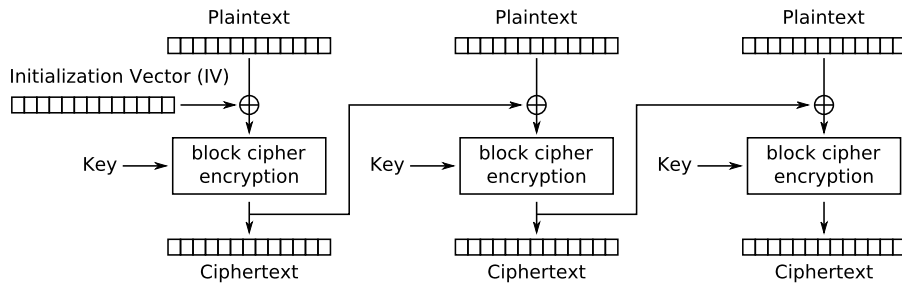 Plaintext
Plaintext
Plaintext
Initialization Vector (IV)
Key
block cipher
encryption
Key
block cipher
encryption
Key
block cipher
encryption
Ciphertext
Ciphertext
Ciphertext